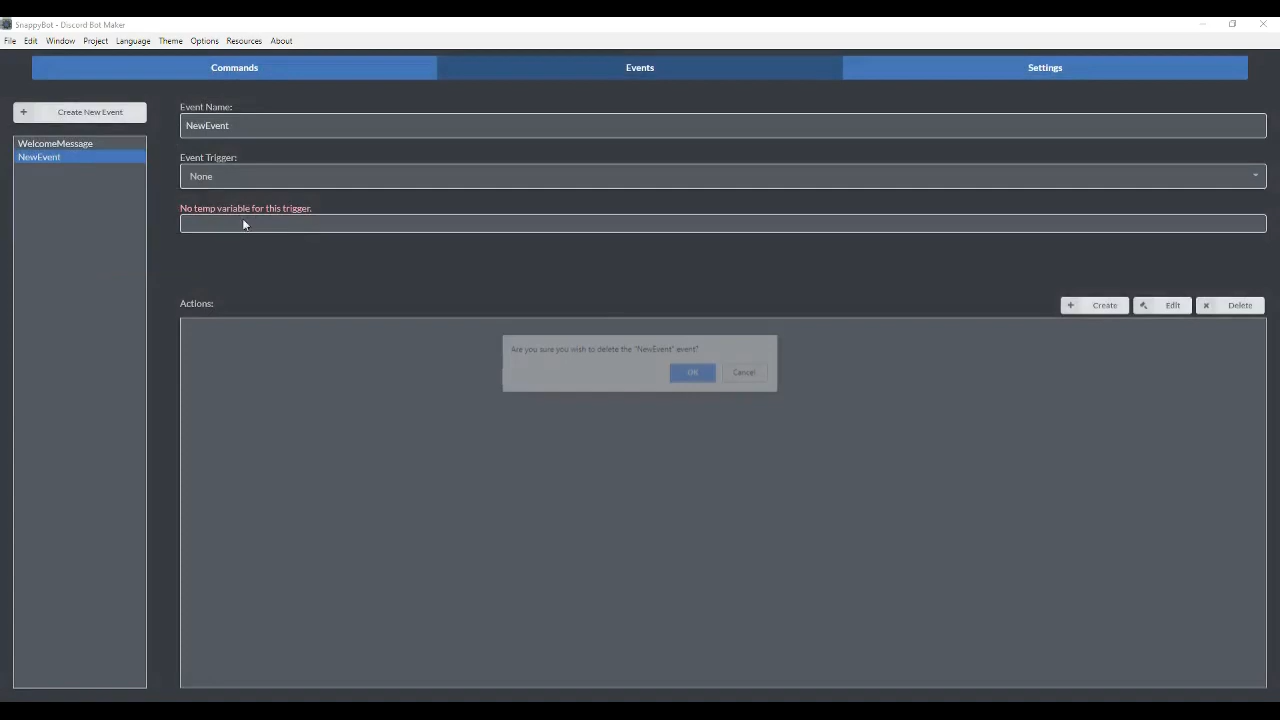 SnappyBot - Discord Bot Maker
File Edit Window Project Language Theme Options Resources About
Commands Events Settings
Create New Event
WelcomeMessage
NewEvent
Event Name:
NewEvent
Event Trigger:
None
No temp variable for this trigger.
Actions:
Create Edit Delete
Are you sure you wish to delete the "NewEvent" event?
OK Cancel